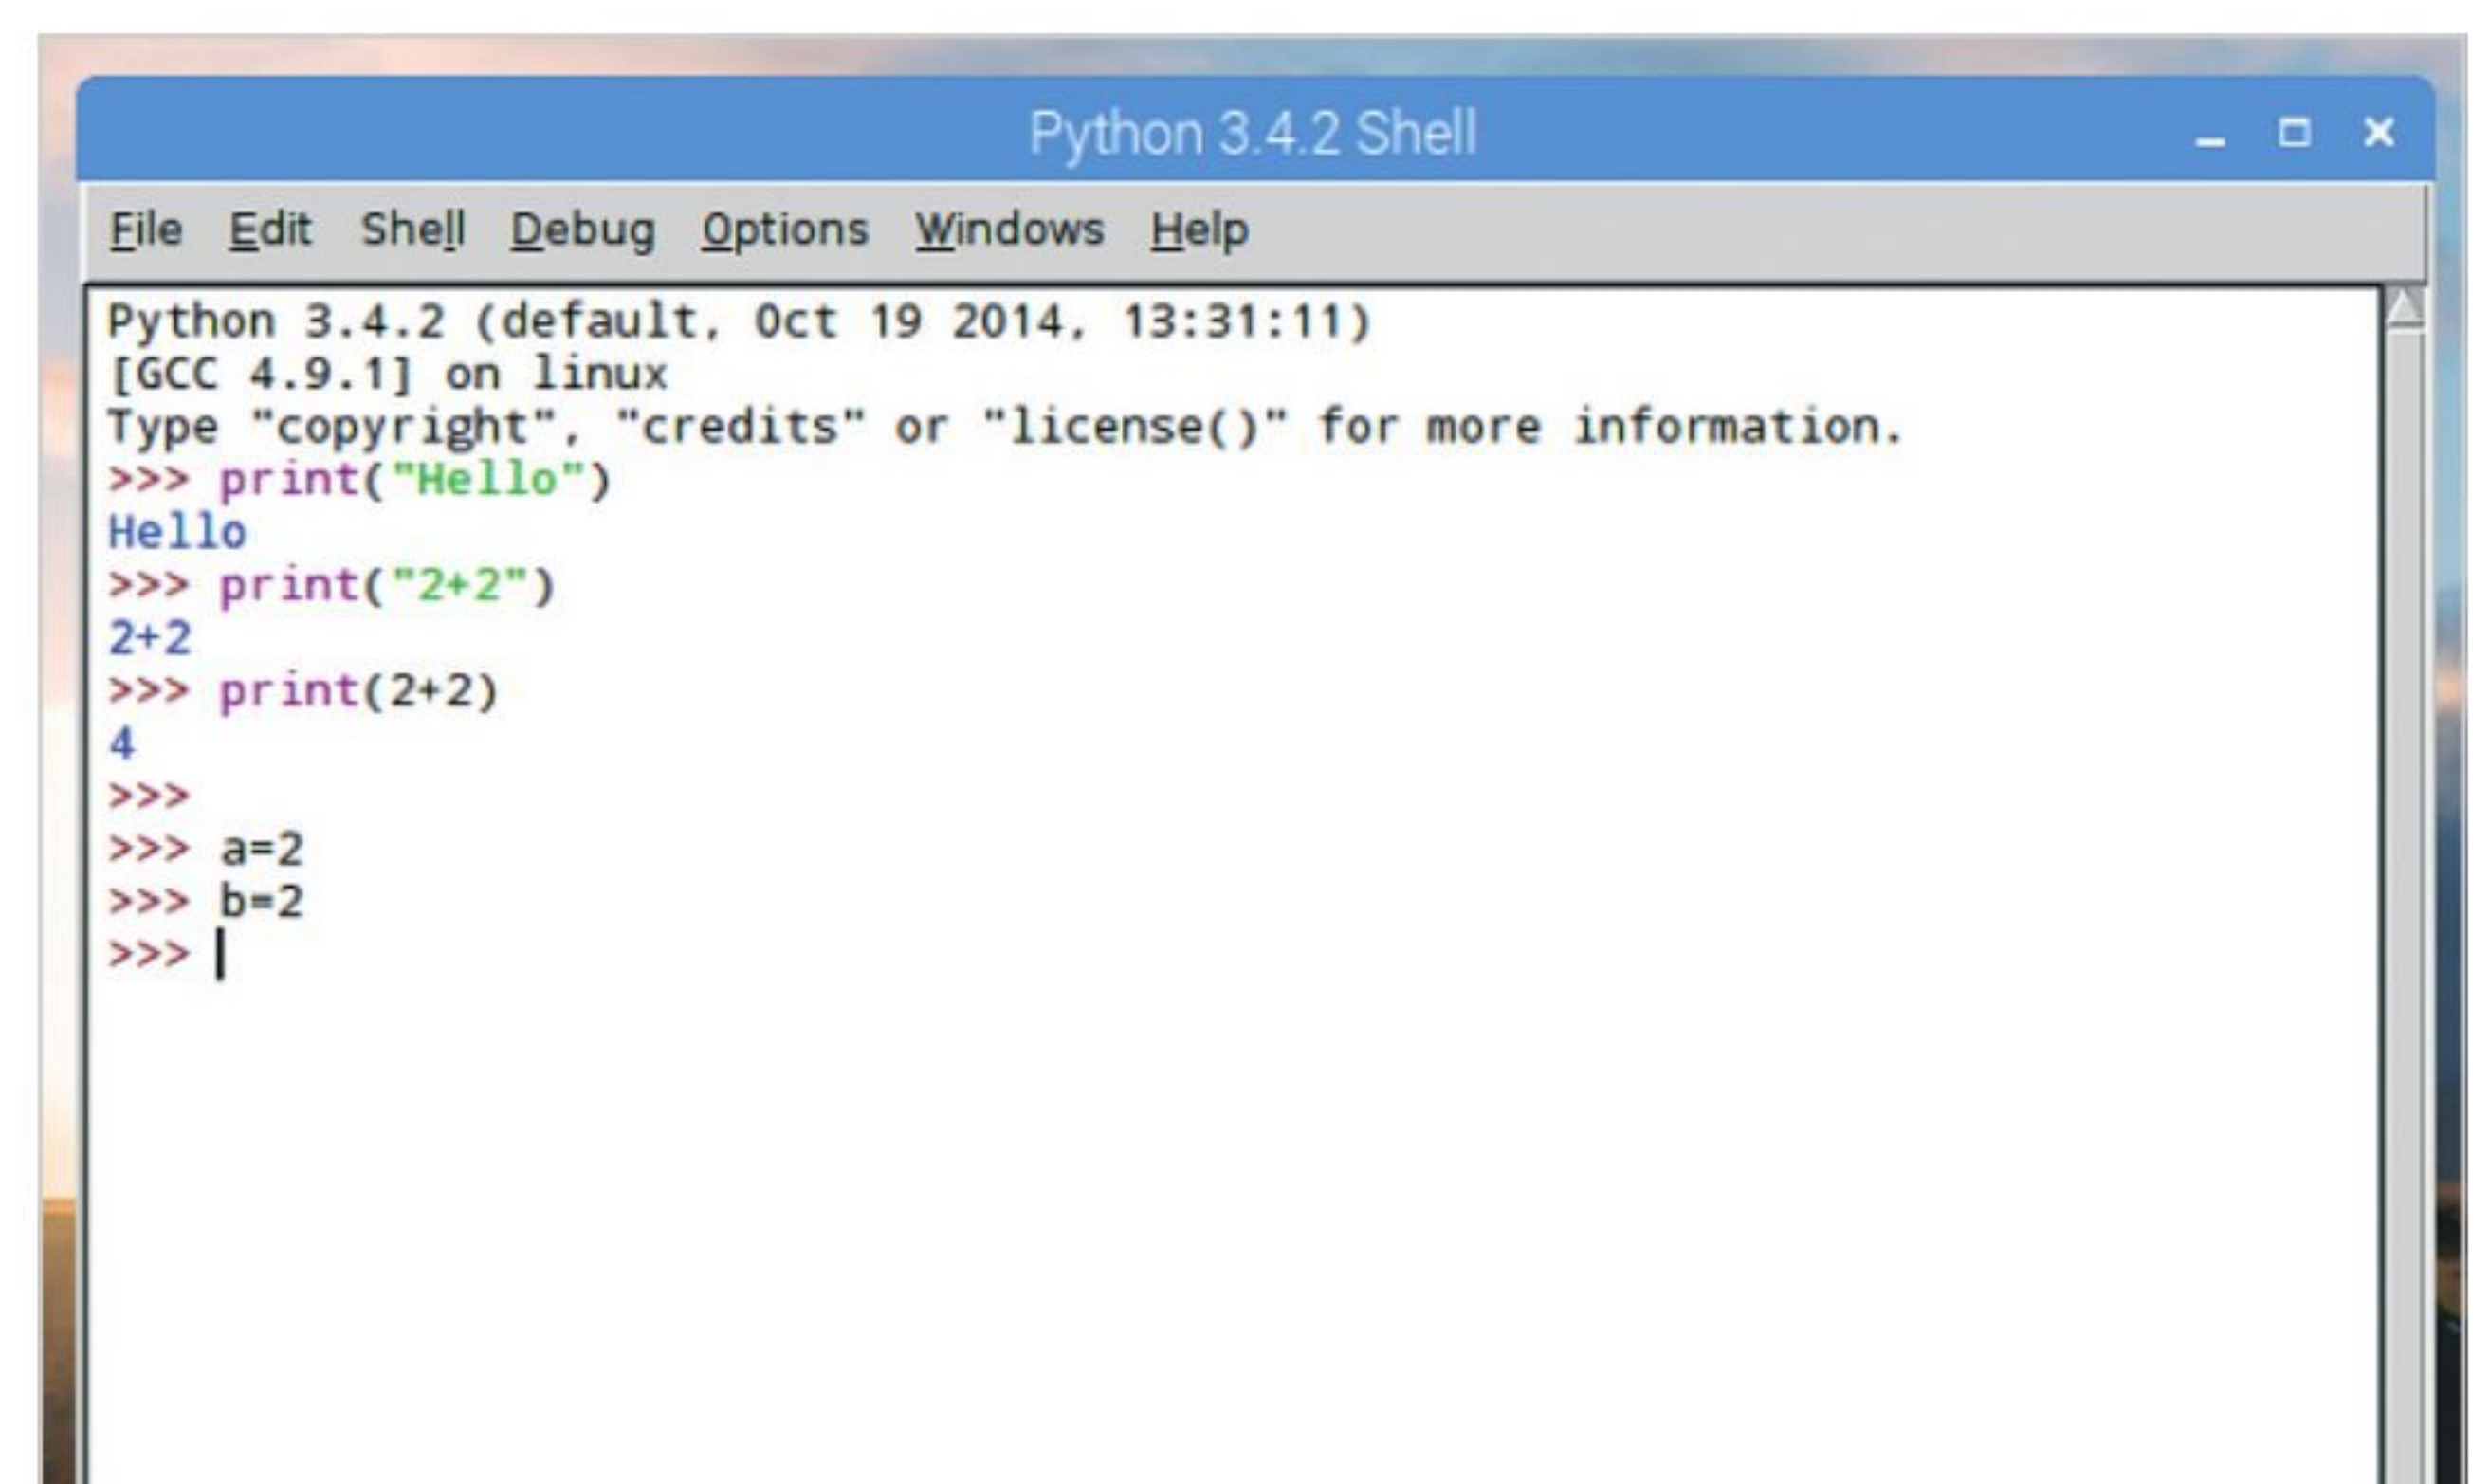 Python 3.4.2 Shell
File Edit Shell Debug Options Windows Help
Python 3.4.2 (default, Oct 19 2014, 13:31:11)
[GCC 4.9.1] on linux
Type "copyright", "credits" or "license()" for more information.
>>> print("Hello")
Hello
>>> print("2+2")
2+2
>>> print(2+2)
4
>>>
>>> a=2
>>> b=2
>>>